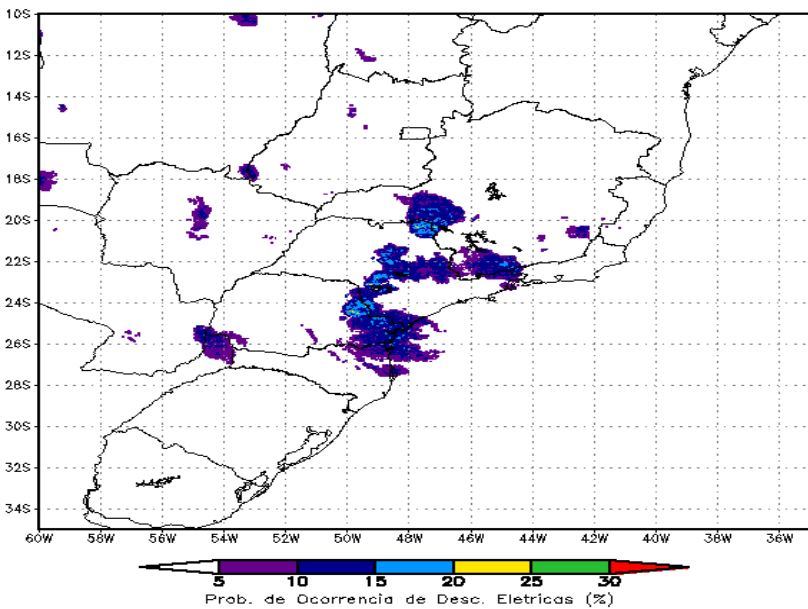 10S
12S
14S
16S
18S
20S
22S
24S
26S
28S
30S
32S
34S
60W 58W 56W 54W 52W 50W 48W 46W 44W 42W 40W 38W 36W
5 10 15 20 25 30
Prob. de Ocorrencia de Desc. Eletricas (%)